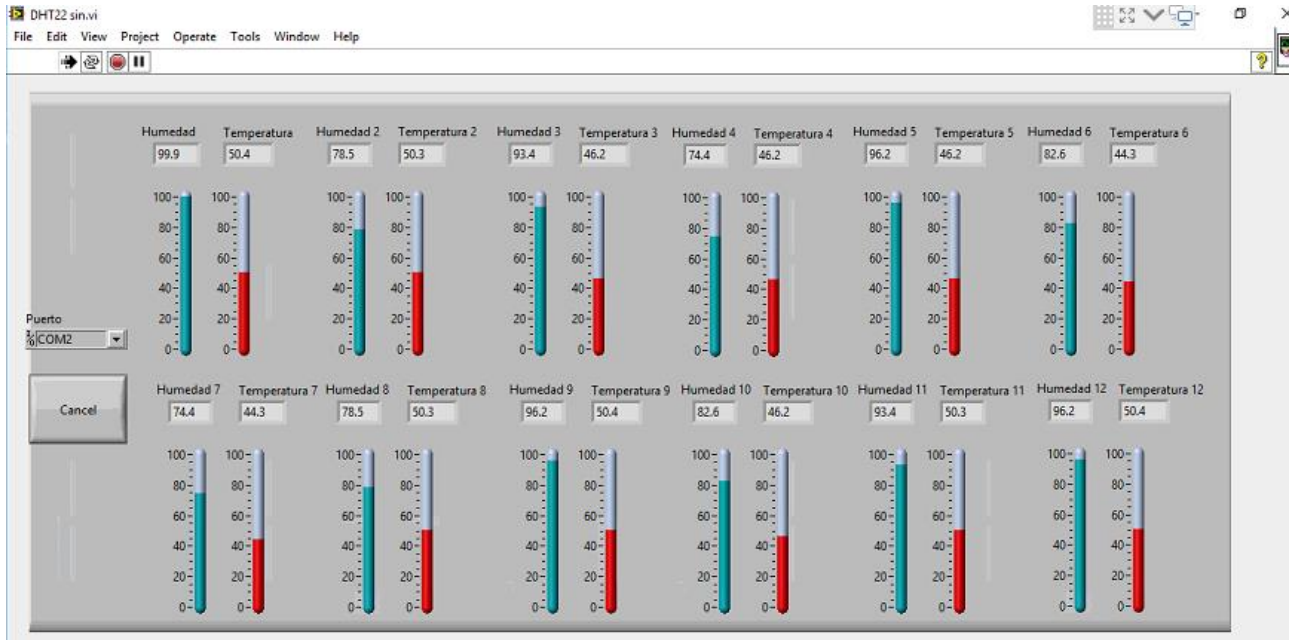 DHT22 sin.vi
File Edit View Project Operate Tools Window Help
Humedad Temperatura Humedad 2 Temperatura 2 Humedad 3 Temperatura 3 Humedad 4 Temperatura 4 Humedad 5 Temperatura 5 Humedad 6 Temperatura 6
99.9 50.4 78.5 50.3 93.4 46.2 74.4 46.2 96.2 46.2 82.6 44.3
100 100 100 100 100 100 100 100 100 100 100 100
80 80 80 80 80 80 80 80 80 80 80 80
60 60 60 60 60 60 60 60 60 60 60 60
40 40 40 40 40 40 40 40 40 40 40 40
20 20 20 20 20 20 20 20 20 20 20 20
0 0 0 0 0 0 0 0 0 0 0 0
Puerto
COM2
Cancel
Humedad 7 Temperatura 7 Humedad 8 Temperatura 8 Humedad 9 Temperatura 9 Humedad 10 Temperatura 10 Humedad 11 Temperatura 11 Humedad 12 Temperatura 12
74.4 44.3 78.5 50.3 96.2 50.4 82.6 46.2 93.4 50.3 96.2 50.4
100 100 100 100 100 100 100 100 100 100 100 100
80 80 80 80 80 80 80 80 80 80 80 80
60 60 60 60 60 60 60 60 60 60 60 60
40 40 40 40 40 40 40 40 40 40 40 40
20 20 20 20 20 20 20 20 20 20 20 20
0 0 0 0 0 0 0 0 0 0 0 0